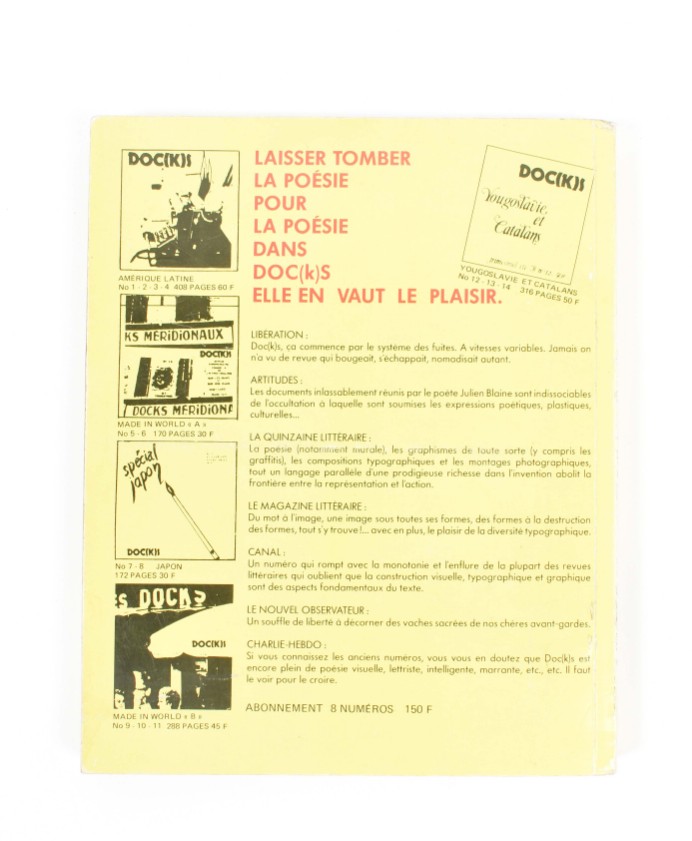 DOC(K)S
AMÉRIQUE LATINE
No 1 - 2 - 3 - 4 408 PAGES 60 F
KS MÉRIDIONAUX
DOC(K)S
DOCKS MÉRIDIONA
MADE IN WORLD « A »
No 5 - 6 170 PAGES 30 F
spécial
japon
DOC(K)S
No 7 - 8 JAPON
172 PAGES 30 F
S DOCKS
DOC(K)S
MADE IN WORLD « B »
No 9 - 10 - 11 288 PAGES 45 F
LAISSER TOMBER
LA POÉSIE
POUR
LA POÉSIE
DANS
DOC(k)S
ELLE EN VAUT LE PLAISIR.
DOC(K)S
Yougoslavie
et
Catalans
YOUGOSLAVIE ET CATALANS
No 12 - 13 - 14 316 PAGES 50 F
LIBERATION :
Doc(k)s, ça commence par le système des fuites. A vitesses variables. Jamais on
n'a vu de revue qui bougeait, s'échappait, nomadisait autant.
ARTITUDES :
Les documents inlassablement réunis par le poète Julien Blaine sont indissociables
de l'occultation à laquelle sont soumises les expressions poétiques, plastiques,
culturelles...
LA QUINZAINE LITTÉRAIRE :
La poésie (notamment murale), les graphismes de toute sorte (y compris les
graffitis), les compositions typographiques et les montages photographiques,
tout un langage parallèle d'une prodigieuse richesse dans l'invention abolit la
frontière entre la représentation et l'action.
LE MAGAZINE LITTÉRAIRE :
Du mot à l'image, une image sous toutes ses formes, des formes à la destruction
des formes, tout s'y trouve !... avec en plus, le plaisir de la diversité typographique.
CANAL :
Un numéro qui rompt avec la monotonie et l'enflure de la plupart des revues
littéraires qui oublient que la construction visuelle, typographique et graphique
sont des aspects fondamentaux du texte.
LE NOUVEL OBSERVATEUR :
Un souffle de liberté à décorner des vaches sacrées de nos chères avant-gardes.
CHARLIE-HEBDO :
Si vous connaissez les anciens numéros, vous vous en doutez que Doc(k)s est
encore plein de poésie visuelle, lettriste, intelligente, marrante, etc., etc. Il faut
le voir pour le croire.
ABONNEMENT 8 NUMÉROS 150 F